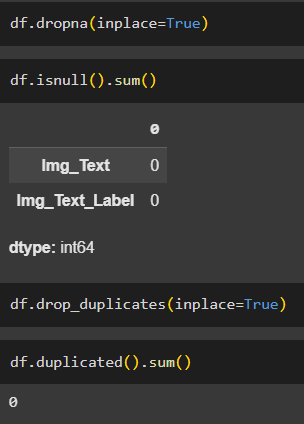 df.dropna(inplace=True)
df.isnull().sum()
0
Img_Text 0
Img_Text_Label 0
dtype: int64
df.drop_duplicates(inplace=True)
df.duplicated().sum()
0